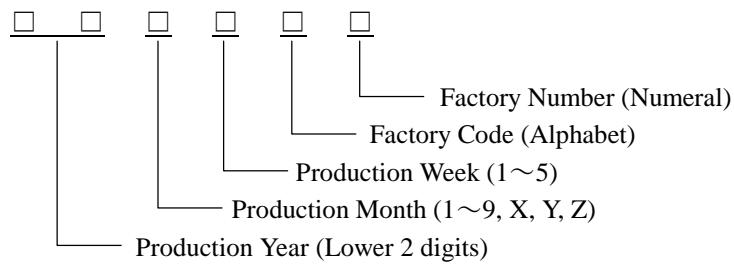 □ □ □ □ □ □
Factory Number (Numeral)
Factory Code (Alphabet)
Production Week (1～5)
Production Month (1～9, X, Y, Z)
Production Year (Lower 2 digits)